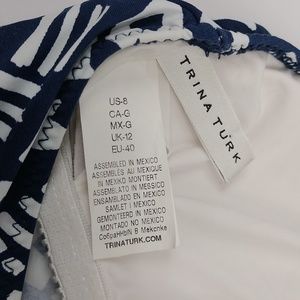 TRINA TURK
US-8
CA-G
MX-G
UK-12
EU-40
ASSEMBLED IN MEXICO
ASSEMBLÉS AU MEXIQUE
IN MEXIKO MONTIERT
ASSEMBLATO IN MESSICO
ENSAMBLADO EN MEXICO
SAMLET I MEXICO
GEMONTEERD IN MEXICO
MONTADO NO MEXICO
TRINATURK.COM